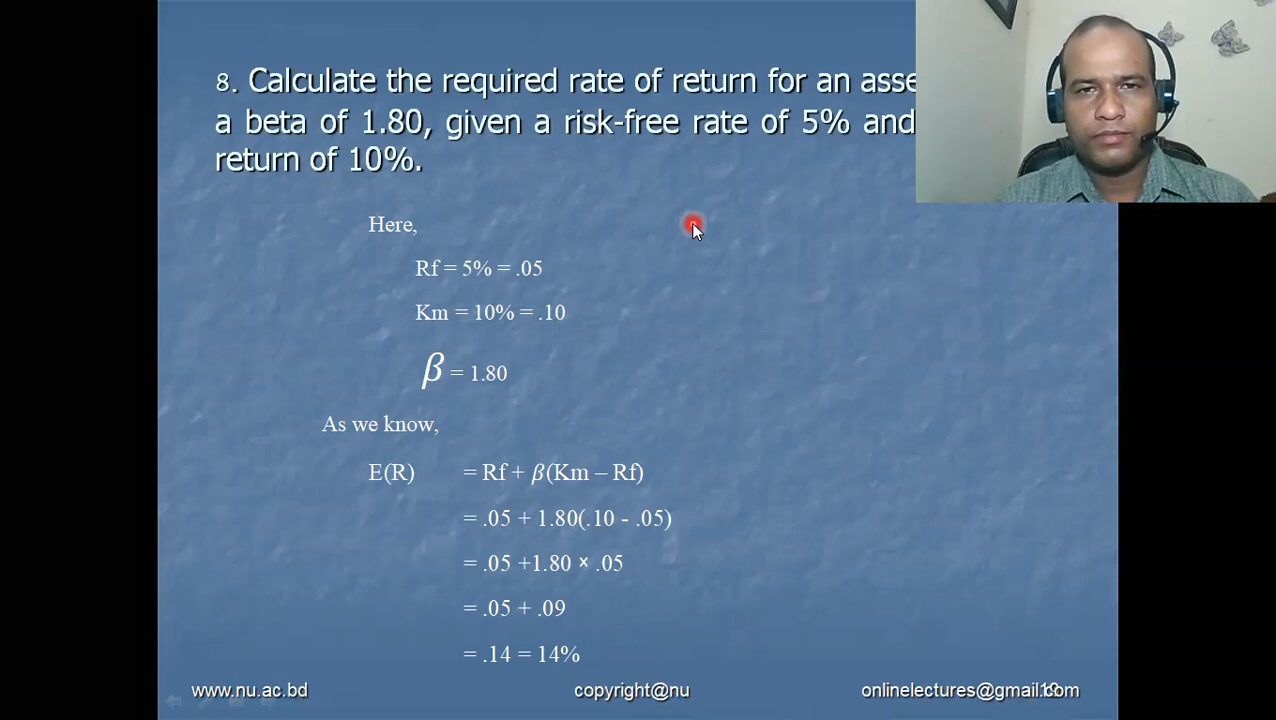 8. Calculate the required rate of return for an asse
a beta of 1.80, given a risk-free rate of 5% and
return of 10%.
Here,
Rf = 5% = .05
Km = 10% = .10
β = 1.80
As we know,
E(R) = Rf + β(Km – Rf)
= .05 + 1.80(.10 - .05)
= .05 +1.80 × .05
= .05 + .09
= .14 = 14%
www.nu.ac.bd copyright@nu onlinelectures@gmail.com